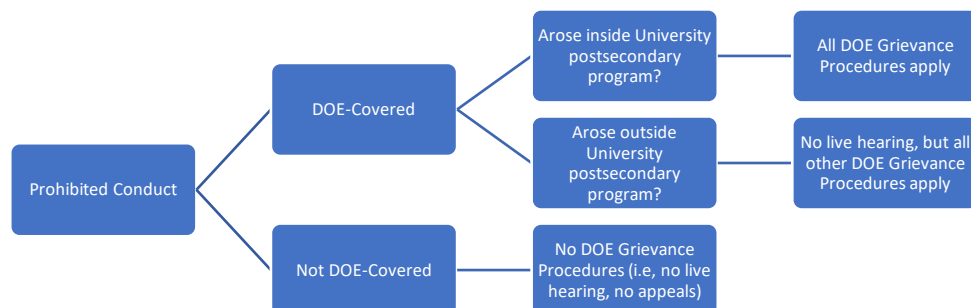 Prohibited Conduct
DOE-Covered
Arose inside University
postsecondary
program?
All DOE Grievance
Procedures apply
Arose outside
University
postsecondary
program?
No live hearing, but all
other DOE Grievance
Procedures apply
Not DOE-Covered
No DOE Grievance
Procedures (i.e, no live
hearing, no appeals)